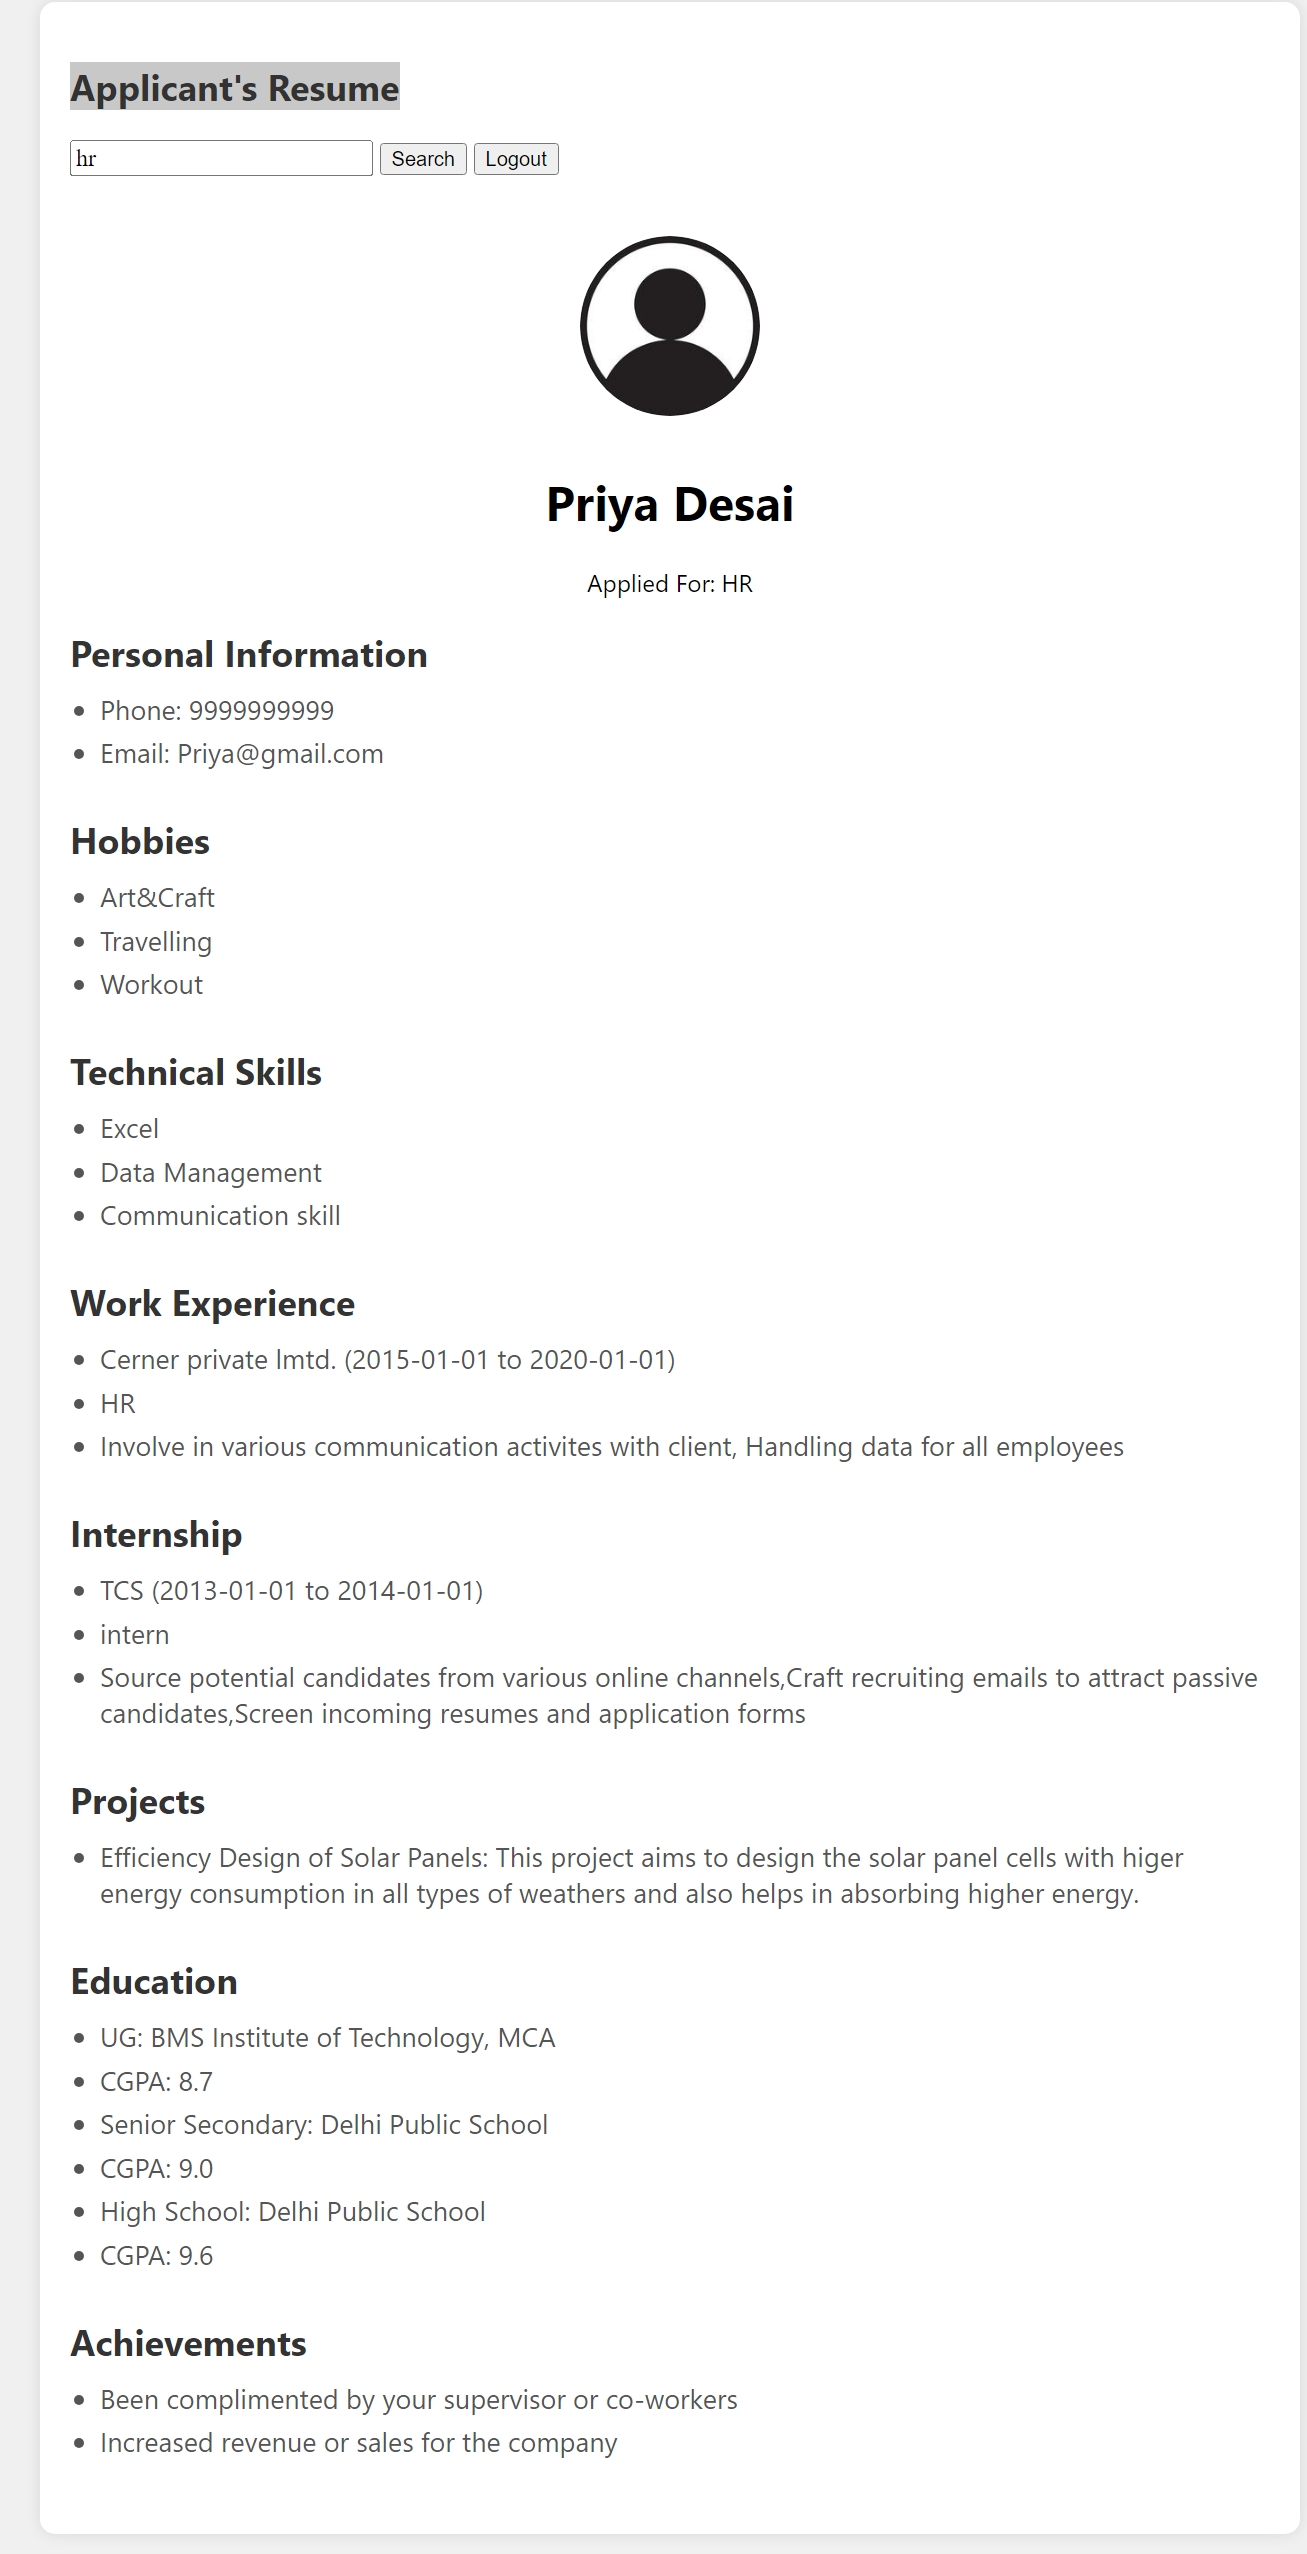 Applicant's Resume
hr Search Logout
Priya Desai
Applied For: HR
Personal Information
Phone: 9999999999
Email: Priya@gmail.com
Hobbies
Art&Craft
Travelling
Workout
Technical Skills
Excel
Data Management
Communication skill
Work Experience
Cerner private lmtd. (2015-01-01 to 2020-01-01)
HR
Involve in various communication activites with client, Handling data for all employees
Internship
TCS (2013-01-01 to 2014-01-01)
intern
Source potential candidates from various online channels,Craft recruiting emails to attract passive
candidates,Screen incoming resumes and application forms
Projects
Efficiency Design of Solar Panels: This project aims to design the solar panel cells with higer
energy consumption in all types of weathers and also helps in absorbing higher energy.
Education
UG: BMS Institute of Technology, MCA
CGPA: 8.7
Senior Secondary: Delhi Public School
CGPA: 9.0
High School: Delhi Public School
CGPA: 9.6
Achievements
Been complimented by your supervisor or co-workers
Increased revenue or sales for the company